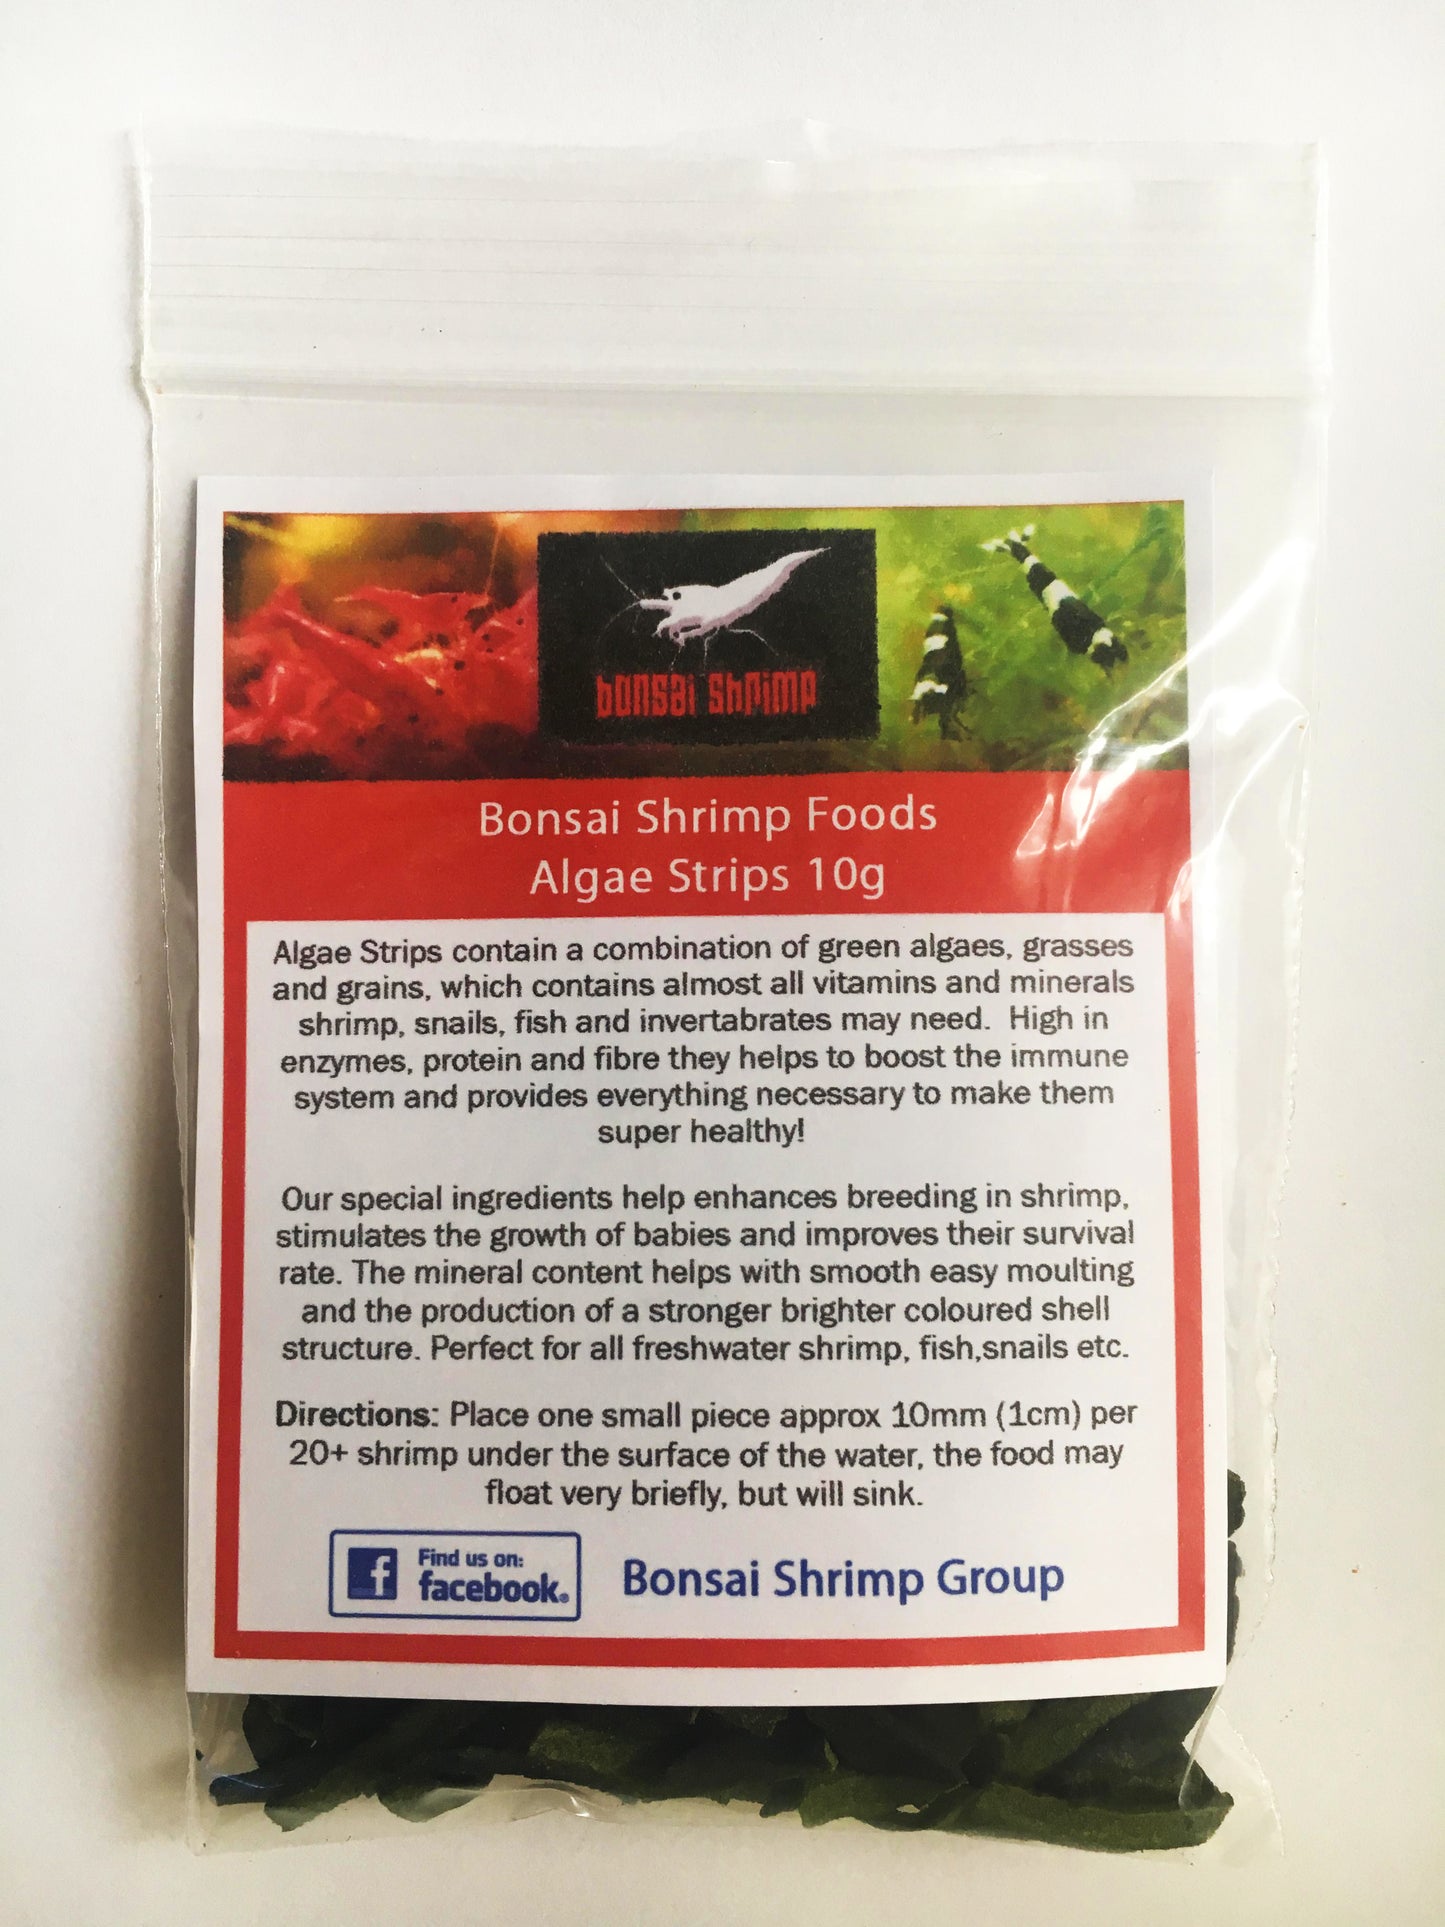 bonsai shrimp
Bonsai Shrimp Foods
Algae Strips 10g
Algae Strips contain a combination of green algaes, grasses
and grains, which contains almost all vitamins and minerals
shrimp, snails, fish and invertabrates may need.  High in
enzymes, protein and fibre they helps to boost the immune
system and provides everything necessary to make them
super healthy!
Our special ingredients help enhances breeding in shrimp,
stimulates the growth of babies and improves their survival
rate. The mineral content helps with smooth easy moulting
and the production of a stronger brighter coloured shell
structure. Perfect for all freshwater shrimp, fish,snails etc.
Directions: Place one small piece approx 10mm (1cm) per
20+ shrimp under the surface of the water, the food may
float very briefly, but will sink.
f
Find us on:
facebook®
Bonsai Shrimp Group